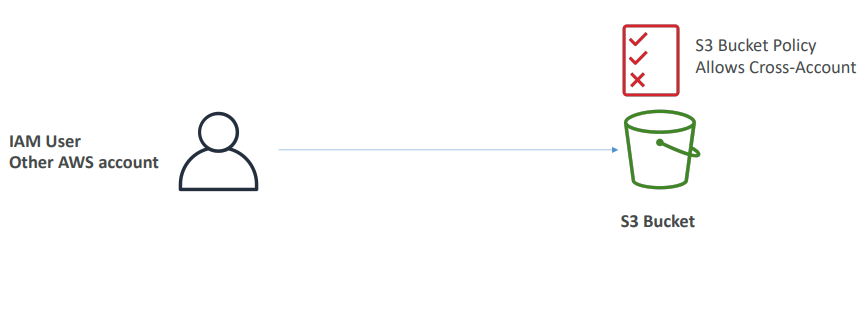 S3 Bucket Policy
Allows Cross-Account
IAM User
Other AWS account
S3 Bucket